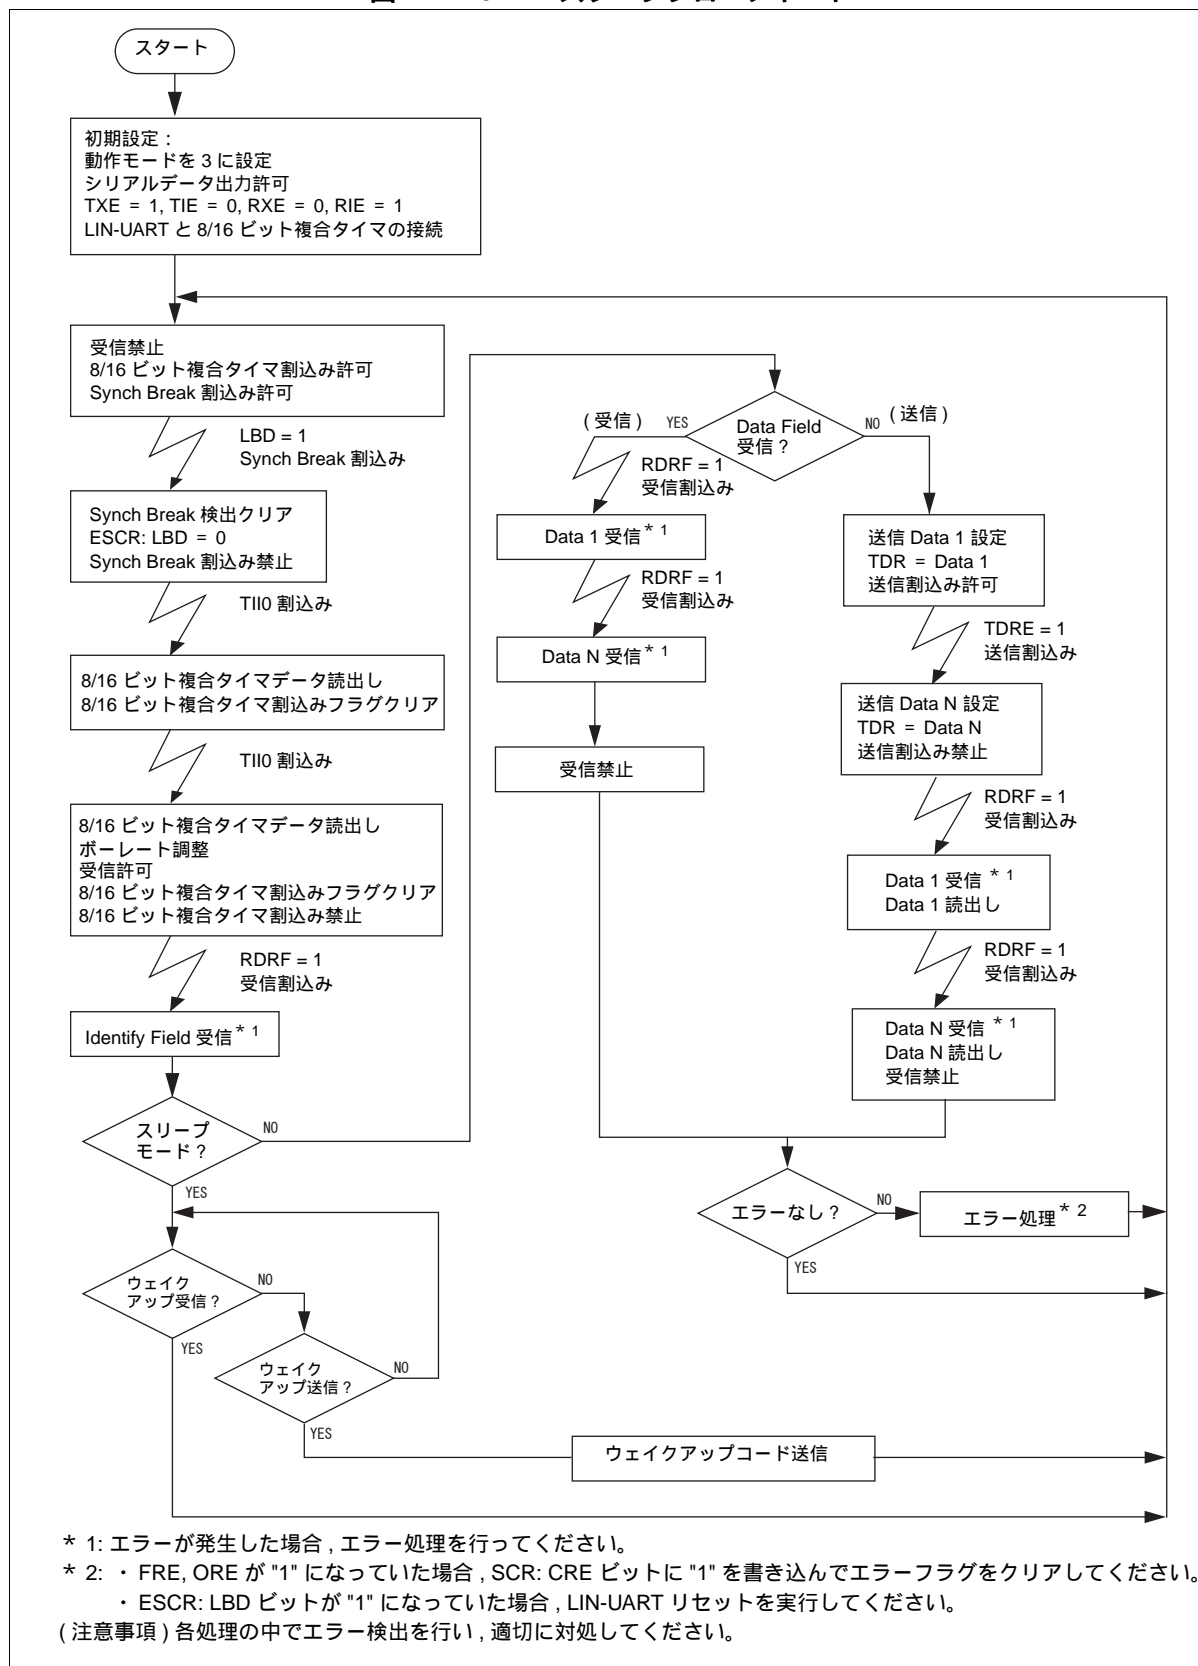 スタート
初期設定：
動作モードを 3 に設定
シリアルデータ出力許可
TXE = 1, TIE = 0, RXE = 0, RIE = 1
LIN-UART と 8/16 ビット複合タイマの接続
受信禁止
8/16 ビット複合タイマ割込み許可
Synch Break 割込み許可
LBD = 1
Synch Break 割込み
Synch Break 検出クリア
ESCR: LBD = 0
Synch Break 割込み禁止
TII0 割込み
8/16 ビット複合タイマデータ読出し
8/16 ビット複合タイマ割込みフラグクリア
TII0 割込み
8/16 ビット複合タイマデータ読出し
ボーレート調整
受信許可
8/16 ビット複合タイマ割込みフラグクリア
8/16 ビット複合タイマ割込み禁止
RDRF = 1
受信割込み
Identify Field 受信＊ 1
スリープ
モード？
NO
YES
ウェイク
アップ受信？
NO
YES
ウェイク
アップ送信？
NO
YES
ウェイクアップコード送信
Data Field
受信？
( 受信 ) YES
NO ( 送信 )
RDRF = 1
受信割込み
Data 1 受信＊ 1
RDRF = 1
受信割込み
Data N 受信＊ 1
受信禁止
送信 Data 1 設定
TDR = Data 1
送信割込み許可
TDRE = 1
送信割込み
送信 Data N 設定
TDR = Data N
送信割込み禁止
RDRF = 1
受信割込み
Data 1 受信 ＊ 1
Data 1 読出し
RDRF = 1
受信割込み
Data N 受信 ＊ 1
Data N 読出し
受信禁止
エラーなし？
NO
エラー処理＊ 2
YES
＊ 1: エラーが発生した場合 , エラー処理を行ってください。
＊ 2: ・ FRE, ORE が "1" になっていた場合 , SCR: CRE ビットに "1" を書き込んでエラーフラグをクリアしてください。
・ ESCR: LBD ビットが "1" になっていた場合 , LIN-UART リセットを実行してください。
( 注意事項 ) 各処理の中でエラー検出を行い , 適切に対処してください。